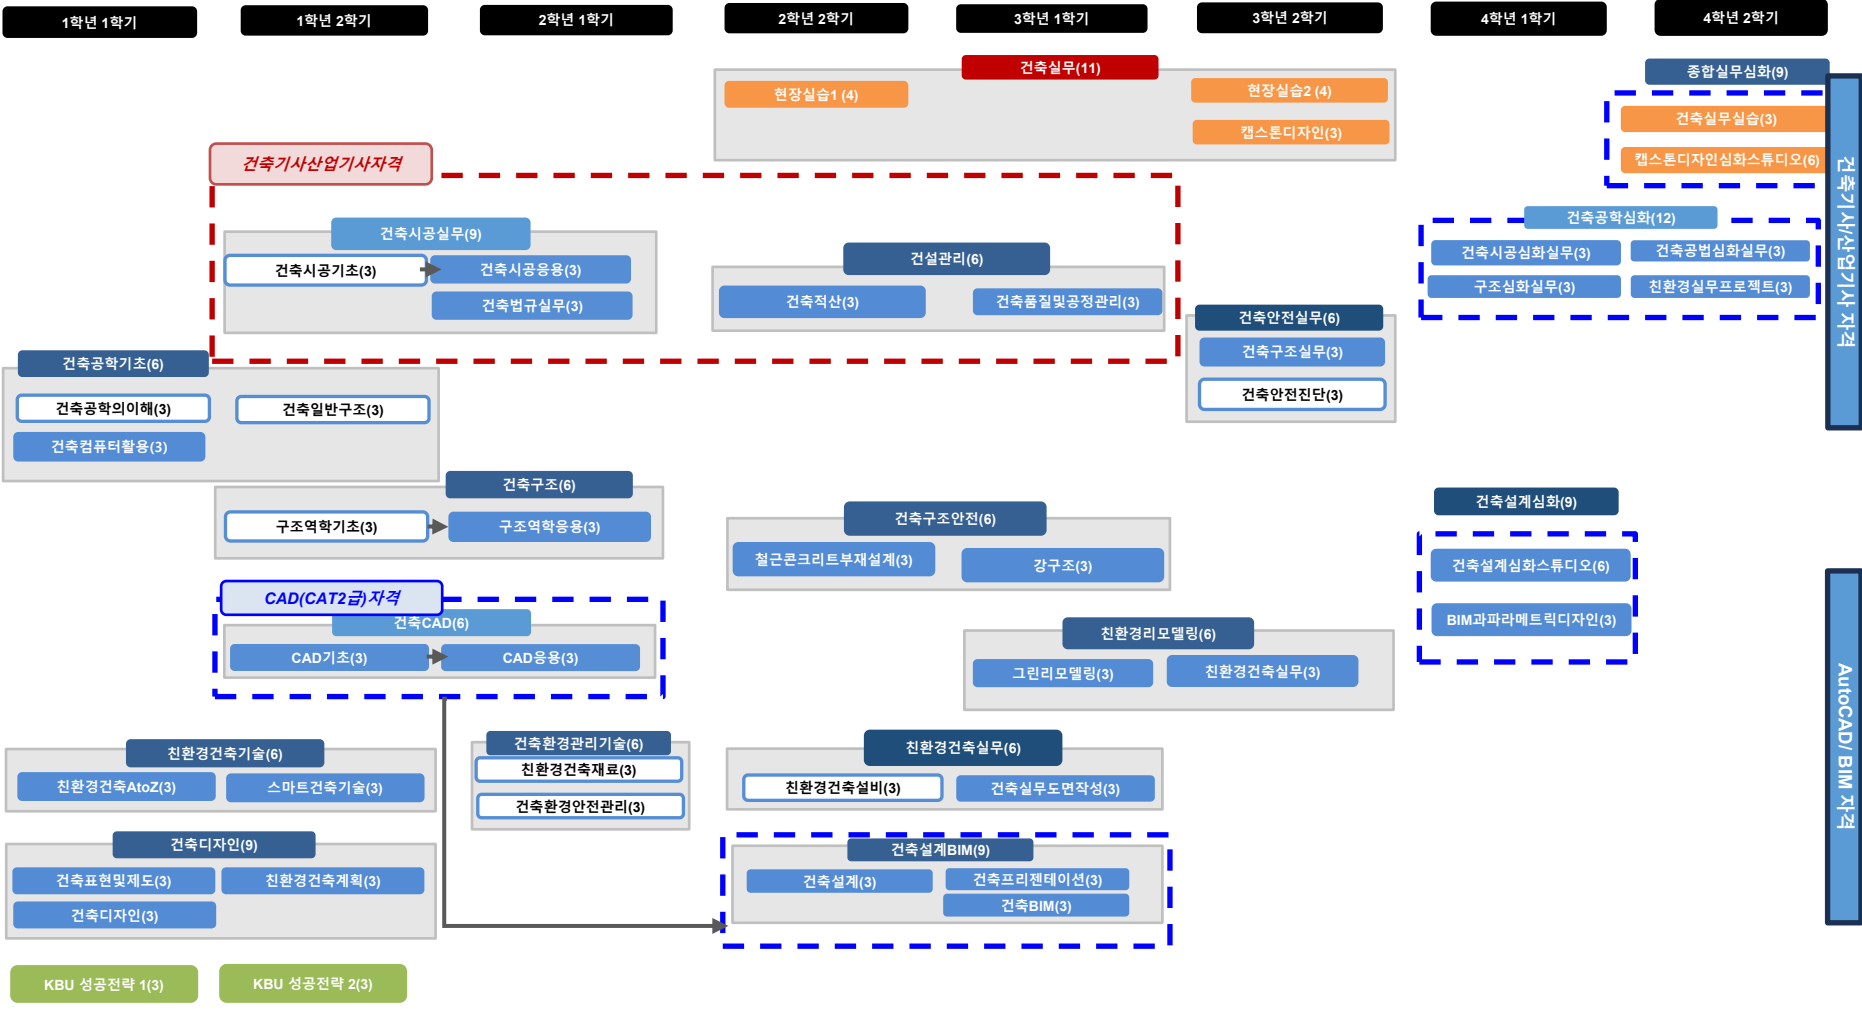 1학년 1학기
1학년 2학기
2학년 1학기
2학년 2학기
3학년 1학기
3학년 2학기
4학년 1학기
4학년 2학기
건축실무(11)
현장실습1 (4)
현장실습2 (4)
캡스톤디자인(3)
종합실무심화(9)
건축실무실습(3)
캡스톤디자인심화스튜디오(6)
건축기사/산업기사 자격
건축기사산업기사자격
건축시공실무(9)
건축시공기초(3)
건축시공응용(3)
건축법규실무(3)
건설관리(6)
건축적산(3)
건축품질및공정관리(3)
건축공학심화(12)
건축시공심화실무(3)
건축공법심화실무(3)
구조심화실무(3)
친환경실무프로젝트(3)
건축안전실무(6)
건축구조실무(3)
건축안전진단(3)
건축공학기초(6)
건축공학의이해(3)
건축일반구조(3)
건축컴퓨터활용(3)
건축구조(6)
구조역학기초(3)
구조역학응용(3)
건축구조안전(6)
철근콘크리트부재설계(3)
강구조(3)
건축설계심화(9)
건축설계심화스튜디오(6)
BIM과파라메트릭디자인(3)
AutoCAD/ BIM 자격
CAD(CAT2급)자격
건축CAD(6)
CAD기초(3)
CAD응용(3)
친환경리모델링(6)
그린리모델링(3)
친환경건축실무(3)
친환경건축기술(6)
친환경건축AtoZ(3)
스마트건축기술(3)
건축환경관리기술(6)
친환경건축재료(3)
건축환경안전관리(3)
친환경건축실무(6)
친환경건축설비(3)
건축실무도면작성(3)
건축디자인(9)
건축표현및제도(3)
친환경건축계획(3)
건축디자인(3)
건축설계BIM(9)
건축설계(3)
건축프리젠테이션(3)
건축BIM(3)
KBU 성공전략 1(3)
KBU 성공전략 2(3)